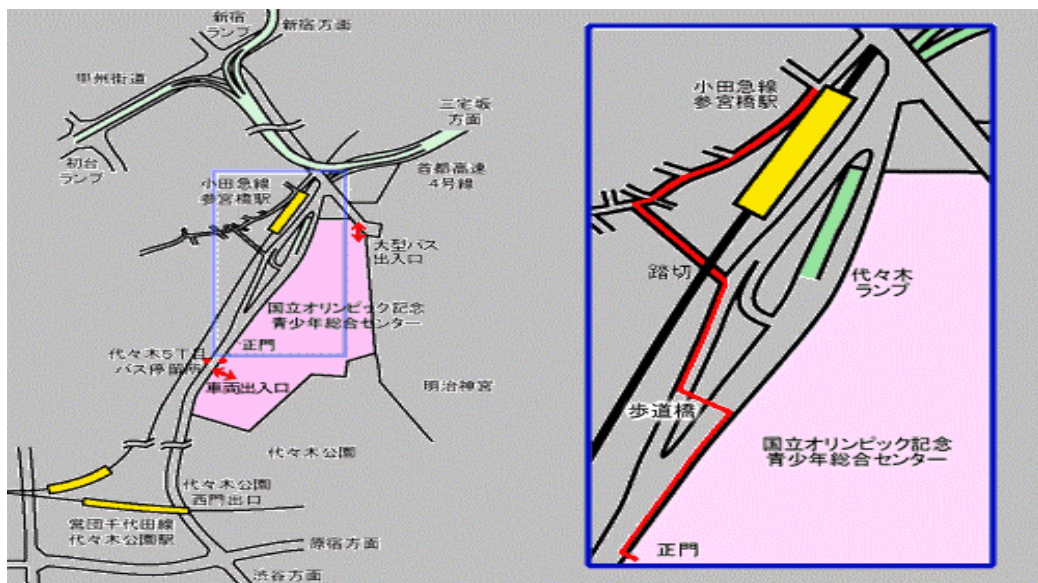 新宿
ランプ
新宿方面
甲州街道
三宅坂
方面
初台
ランプ
首都高速
4号線
小田急線
参宮橋駅
大型バス
出入口
国立オリンピック記念
青少年総合センター
正門
代々木5丁目
バス停留所
車両出入口
明治神宮
代々木公園
代々木公園
西門出口
営団千代田線
代々木公園駅
原宿方面
渋谷方面
小田急線
参宮橋駅
踏切
代々木
ランプ
歩道橋
国立オリンピック記念
青少年総合センター
正門